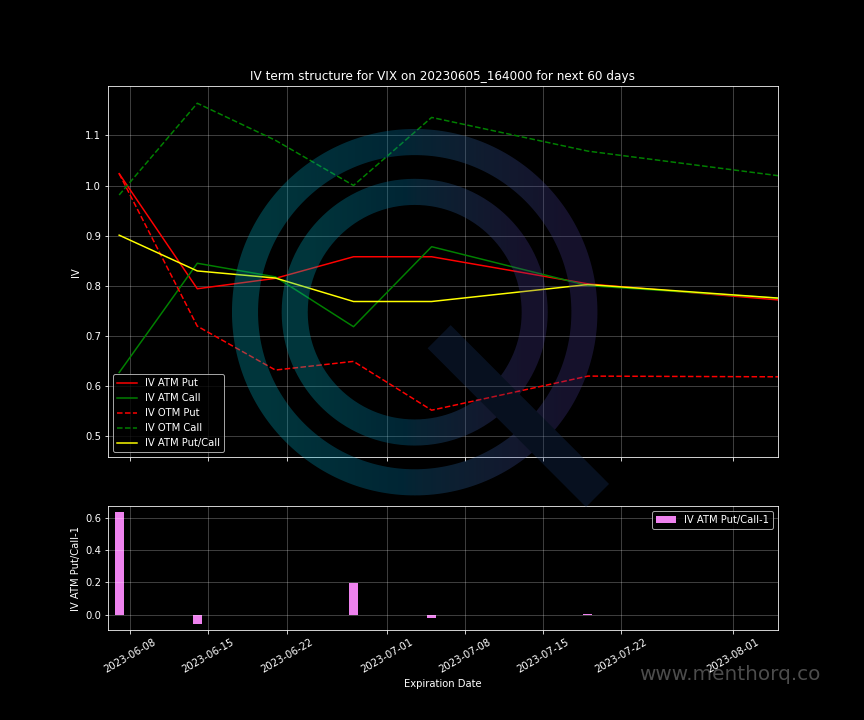 IV term structure for VIX on 20230605_164000 for next 60 days
IV
1.1
1.0
0.9
0.8
0.7
0.6
0.5
IV ATM Put
IV ATM Call
IV OTM Put
IV OTM Call
IV ATM Put/Call
IV ATM Put/Call-1
0.6
0.4
0.2
0.0
IV ATM Put/Call-1
2023-06-08
2023-06-15
2023-06-22
2023-07-01
2023-07-08
2023-07-15
2023-07-22
2023-08-01
www.menthorq.co
Expiration Date